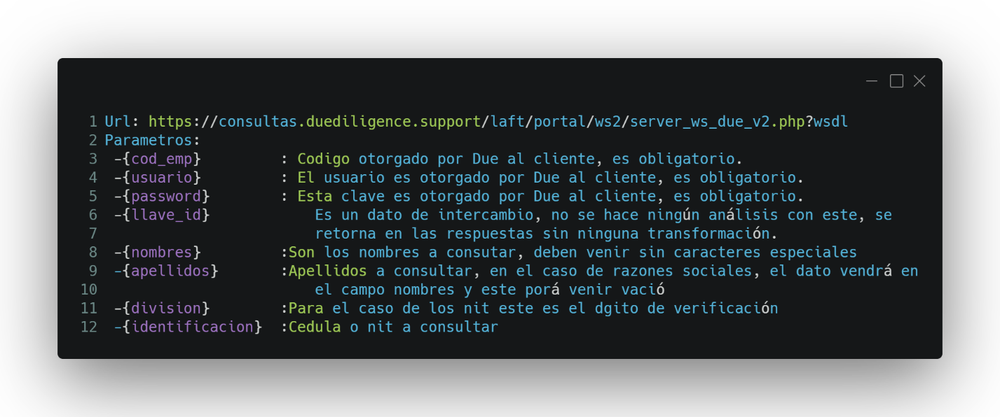 1 Url: https://consultas.duediligence.support/laft/portal/ws2/server_ws_due_v2.php?wsdl
2 Parametros:
3 -{cod_emp} : Codigo otorgado por Due al cliente, es obligatorio.
4 -{usuario} : El usuario es otorgado por Due al cliente, es obligatorio.
5 -{password} : Esta clave es otorgado por Due al cliente, es obligatorio.
6 -{llave_id} Es un dato de intercambio, no se hace ningún análisis con este, se
7 retorna en las respuestas sin ninguna transformación.
8 -{nombres} :Son los nombres a consutar, deben venir sin caracteres especiales
9 -{apellidos} :Apellidos a consultar, en el caso de razones sociales, el dato vendrá en
10 el campo nombres y este porá venir vació
11 -{division} :Para el caso de los nit este es el dgito de verificación
12 -{identificacion} :Cedula o nit a consultar